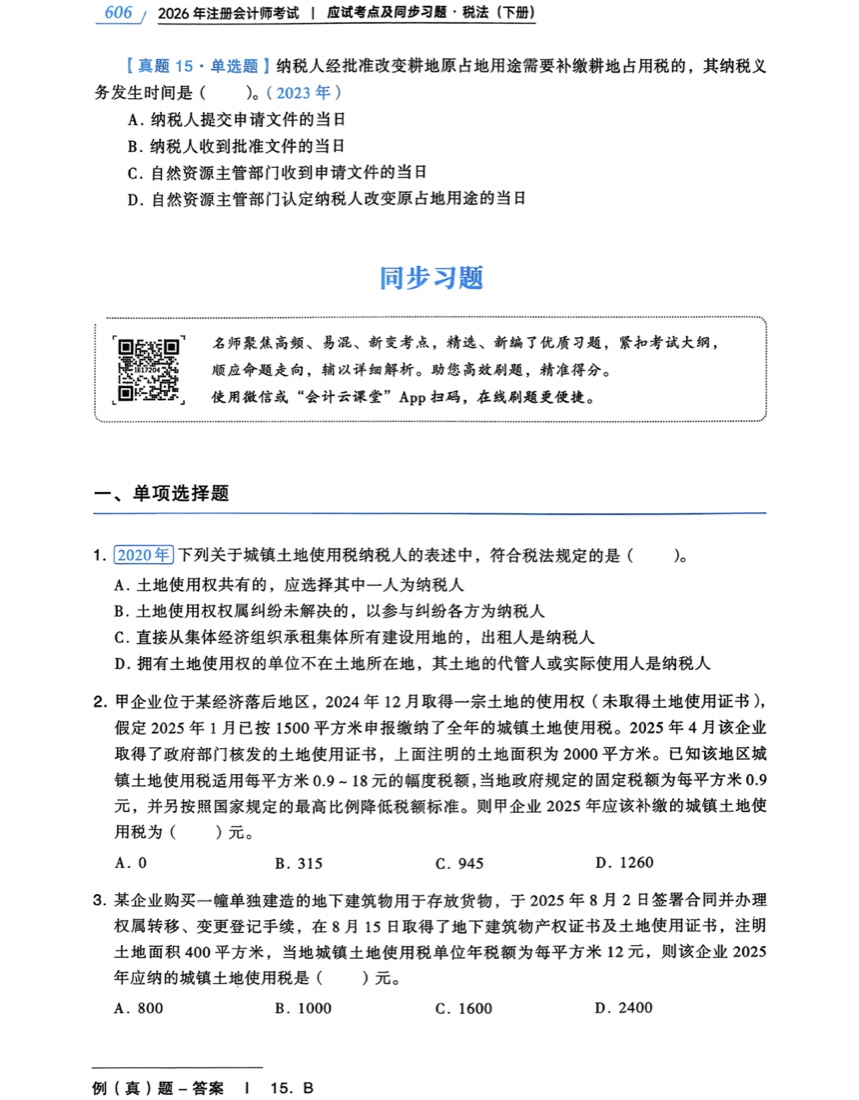 606 2026年注册会计师考试 | 应试考点及同步习题·税法（下册）
【真题15·单选题】纳税人经批准改变耕地原占地用途需要补缴耕地占用税的，其纳税义
务发生时间是（　　）。（2023年）
A. 纳税人提交申请文件的当日
B. 纳税人收到批准文件的当日
C. 自然资源主管部门收到申请文件的当日
D. 自然资源主管部门认定纳税人改变原占地用途的当日
同步习题
名师聚焦高频、易混、新变考点，精选、新编了优质习题，紧扣考试大纲，
顺应命题走向，辅以详细解析。助您高效刷题，精准得分。
使用微信或“会计云课堂”App扫码，在线刷题更便捷。
一、单项选择题
1. 2020年 下列关于城镇土地使用税纳税人的表述中，符合税法规定的是（　　）。
A. 土地使用权共有的，应选择其中一人为纳税人
B. 土地使用权权属纠纷未解决的，以参与纠纷各方为纳税人
C. 直接从集体经济组织承租集体所有建设用地的，出租人是纳税人
D. 拥有土地使用权的单位不在土地所在地，其土地的代管人或实际使用人是纳税人
2. 甲企业位于某经济落后地区，2024年12月取得一宗土地的使用权（未取得土地使用证书），
假定2025年1月已按1500平方米申报缴纳了全年的城镇土地使用税。2025年4月该企业
取得了政府部门核发的土地使用证书，上面注明的土地面积为2000平方米。已知该地区城
镇土地使用税适用每平方米0.9~18元的幅度税额，当地政府规定的固定税额为每平方米0.9
元，并另按照国家规定的最高比例降低税额标准。则甲企业2025年应该补缴的城镇土地使
用税为（　　）元。
A. 0 B. 315 C. 945 D. 1260
3. 某企业购买一幢单独建造的地下建筑物用于存放货物，于2025年8月2日签署合同并办理
权属转移、变更登记手续，在8月15日取得了地下建筑物产权证书及土地使用证书，注明
土地面积400平方米，当地城镇土地使用税单位年税额为每平方米12元，则该企业2025
年应纳的城镇土地使用税是（　　）元。
A. 800 B. 1000 C. 1600 D. 2400
例（真）题－答案 | 15. B